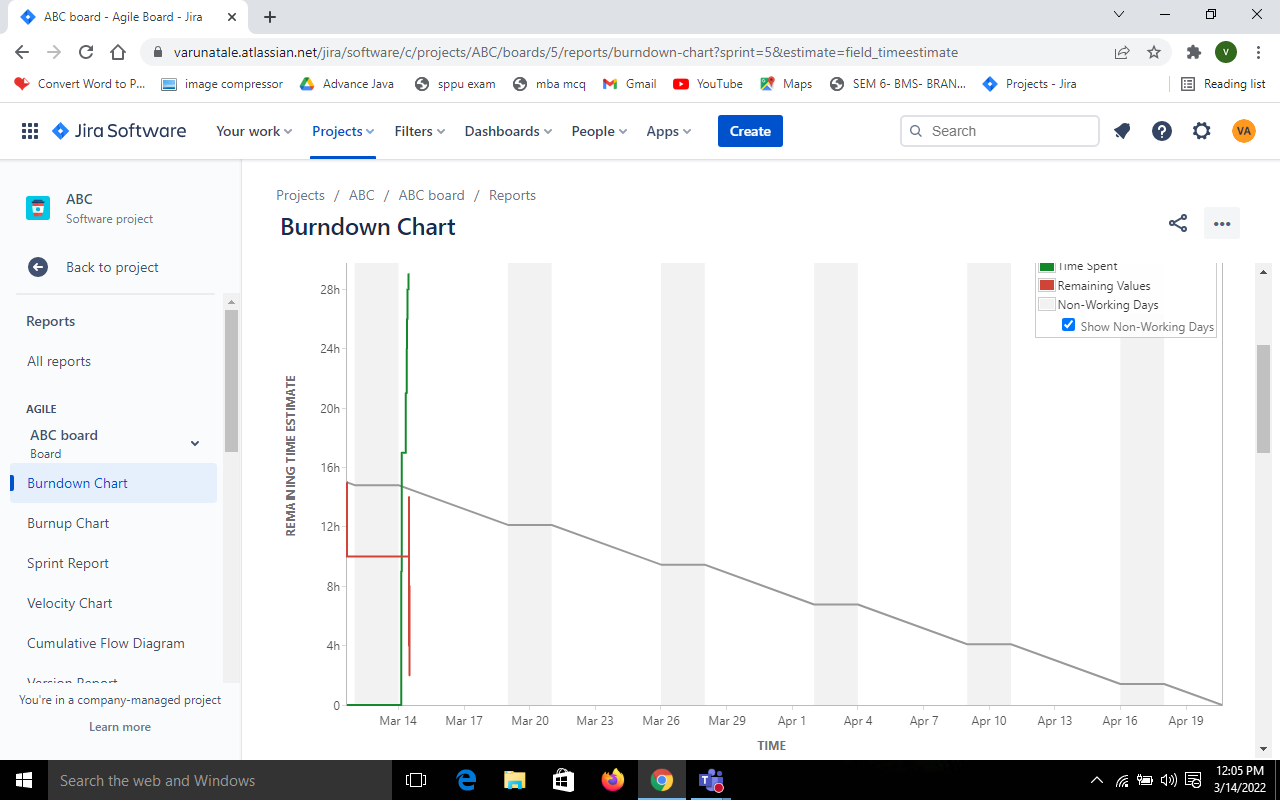 ABC board - Agile Board - Jira
varunatale.atlassian.net/jira/software/c/projects/ABC/boards/5/reports/burndown-chart?sprint=5&estimate=field_timeestimate
V
Convert Word to P... image compressor Advance Java sppu exam mba mcq Gmail YouTube Maps SEM 6- BMS- BRAN... Projects - Jira Reading list
Jira Software Your work Projects Filters Dashboards People Apps Create Search VA
ABC
Software project
Back to project
Reports
All reports
AGILE
ABC board
Board
Burndown Chart
Burnup Chart
Sprint Report
Velocity Chart
Cumulative Flow Diagram
Version Report
You're in a company-managed project
Learn more
Projects / ABC / ABC board / Reports
Burndown Chart
Time Spent
Remaining Values
Non-Working Days
Show Non-Working Days
REMAINING TIME ESTIMATE
28h
24h
20h
16h
12h
8h
4h
0
Mar 14 Mar 17 Mar 20 Mar 23 Mar 26 Mar 29 Apr 1 Apr 4 Apr 7 Apr 10 Apr 13 Apr 16 Apr 19
TIME
Search the web and Windows
12:05 PM
3/14/2022